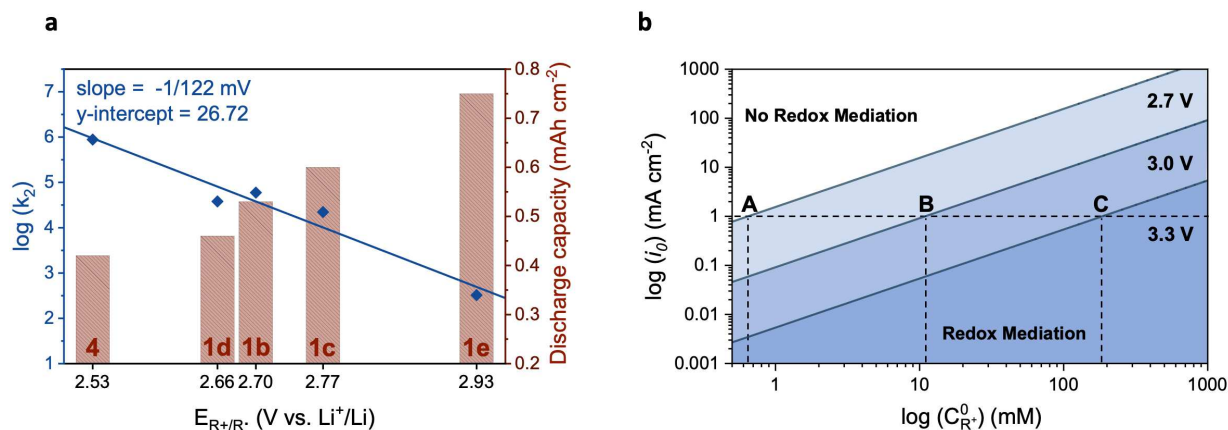 a
slope = -1/122 mV
y-intercept = 26.72
log (k₂)
7
6
5
4
3
2
1
4
1d
1b
1c
1e
2.53
2.66
2.70
2.77
2.93
E_R+/R· (V vs. Li⁺/Li)
0.8
0.7
0.6
0.5
0.4
0.3
0.2
Discharge capacity (mAh cm⁻²)
b
log (i₀) (mA cm⁻²)
1000
100
10
1
0.1
0.01
0.001
No Redox Mediation
2.7 V
3.0 V
3.3 V
A
B
C
Redox Mediation
1
10
100
1000
log (C⁰_R⁺) (mM)